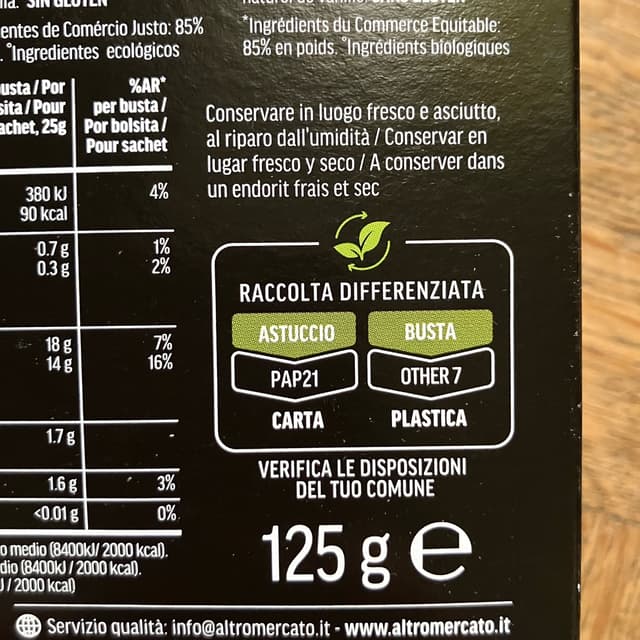 SIN GLUTEN
entes de Comércio Justo: 85%
. °Ingredientes ecológicos
*Ingrédients du Commerce Equitable:
85% en poids. °Ingrédients biologiques
usta / Por
sita / Pour
achet, 25g
%AR*
per busta /
Por bolsita /
Pour sachet
380 kJ 4%
90 kcal
0.7 g 1%
0.3 g 2%
18 g 7%
14 g 16%
1.7 g -
1.6 g 3%
<0.01 g 0%
o medio (8400kJ/ 2000 kcal).
dio (8400kJ / 2000 kcal).
J / 2000 kcal)
Conservare in luogo fresco e asciutto,
al riparo dall'umidità / Conservar en
lugar fresco y seco / A conserver dans
un endorit frais et sec
RACCOLTA DIFFERENZIATA
ASTUCCIO BUSTA
PAP21 OTHER 7
CARTA PLASTICA
VERIFICA LE DISPOSIZIONI
DEL TUO COMUNE
125 g e
Servizio qualità: info@altromercato.it - www.altromercato.it